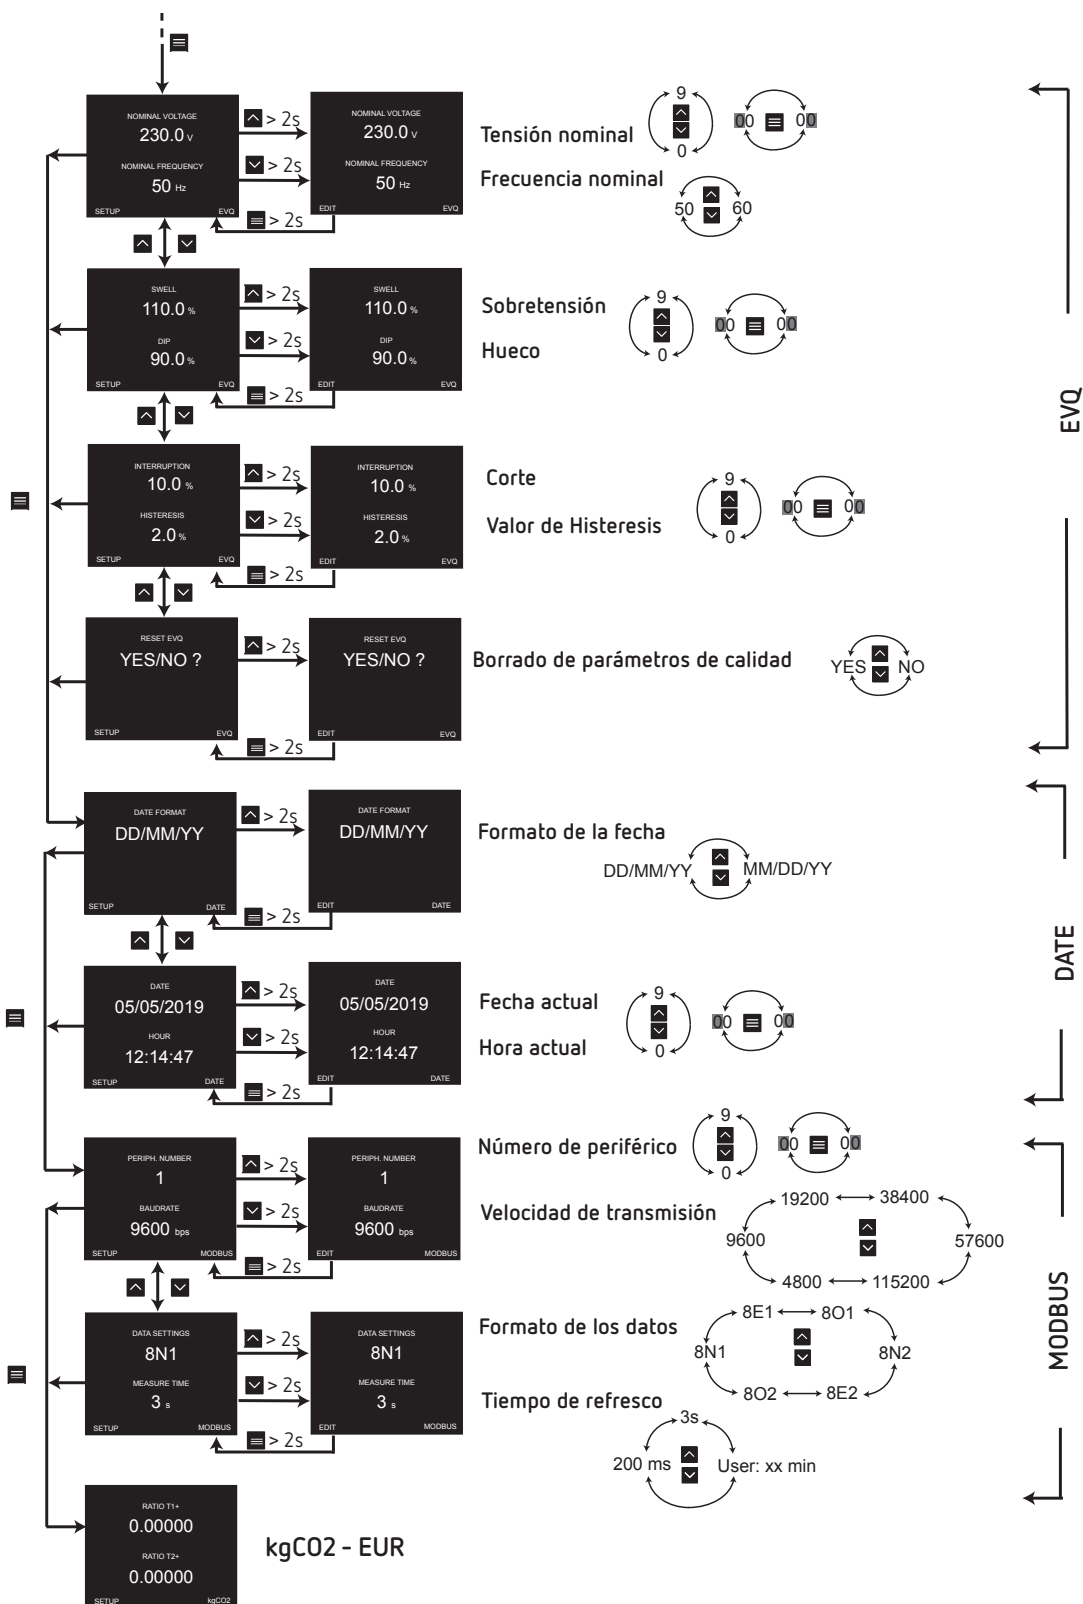 NOMINAL VOLTAGE
230.0 V
NOMINAL FREQUENCY
50 Hz
SETUP EVQ
> 2s
> 2s
> 2s
NOMINAL VOLTAGE
230.0 V
NOMINAL FREQUENCY
50 Hz
EDIT EVQ
Tensión nominal
9
0
00 00
Frecuencia nominal
50 60
SWELL
110.0 %
DIP
90.0 %
SETUP EVQ
> 2s
> 2s
> 2s
SWELL
110.0 %
DIP
90.0 %
EDIT EVQ
Sobretensión
Hueco
9
0
00 00
EVQ
INTERRUPTION
10.0 %
HISTERESIS
2.0 %
SETUP EVQ
> 2s
> 2s
> 2s
INTERRUPTION
10.0 %
HISTERESIS
2.0 %
EDIT EVQ
Corte
Valor de Histeresis
9
0
00 00
RESET EVQ
YES/NO ?
SETUP EVQ
> 2s
> 2s
RESET EVQ
YES/NO ?
EDIT EVQ
Borrado de parámetros de calidad
YES NO
DATE FORMAT
DD/MM/YY
SETUP DATE
> 2s
> 2s
DATE FORMAT
DD/MM/YY
EDIT DATE
Formato de la fecha
DD/MM/YY MM/DD/YY
DATE
DATE
05/05/2019
HOUR
12:14:47
SETUP DATE
> 2s
> 2s
> 2s
DATE
05/05/2019
HOUR
12:14:47
EDIT DATE
Fecha actual
Hora actual
9
0
00 00
PERIPH. NUMBER
1
BAUDRATE
9600 bps
SETUP MODBUS
> 2s
> 2s
> 2s
PERIPH. NUMBER
1
BAUDRATE
9600 bps
EDIT MODBUS
Número de periférico
9
0
00 00
Velocidad de transmisión
19200 38400
9600 57600
4800 115200
MODBUS
DATA SETTINGS
8N1
MEASURE TIME
3 s
SETUP MODBUS
> 2s
> 2s
> 2s
DATA SETTINGS
8N1
MEASURE TIME
3 s
EDIT MODBUS
Formato de los datos
8E1 8O1
8N1 8N2
8O2 8E2
Tiempo de refresco
3s
200 ms User: xx min
RATIO T1+
0.00000
RATIO T2+
0.00000
SETUP kgCO2
kgCO2 - EUR